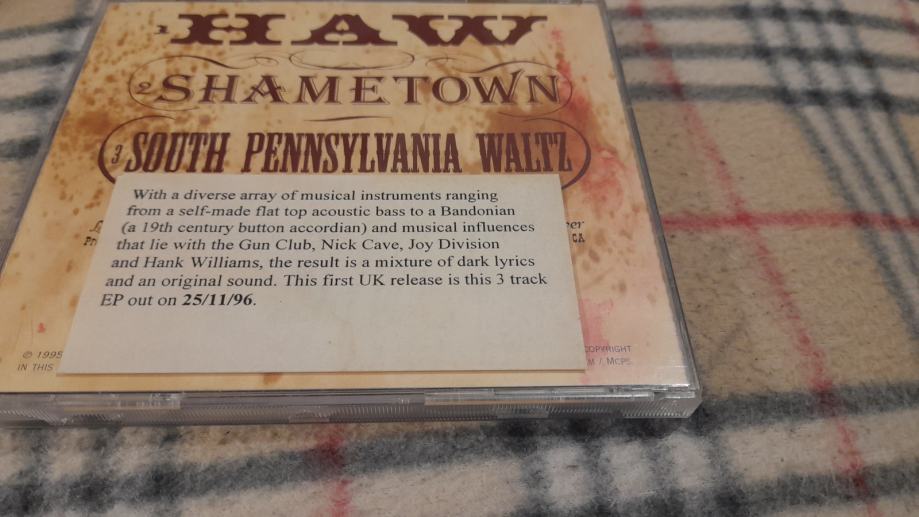 1 HAW
2 SHAMETOWN
3 SOUTH PENNSYLVANIA WALTZ
With a diverse array of musical instruments ranging
from a self-made flat top acoustic bass to a Bandonian
(a 19th century button accordian) and musical influences
that lie with the Gun Club, Nick Cave, Joy Division
and Hank Williams, the result is a mixture of dark lyrics
and an original sound. This first UK release is this 3 track
EP out on 25/11/96.
CA
© 1995 COPYRIGHT
IN THIS M / MCPS